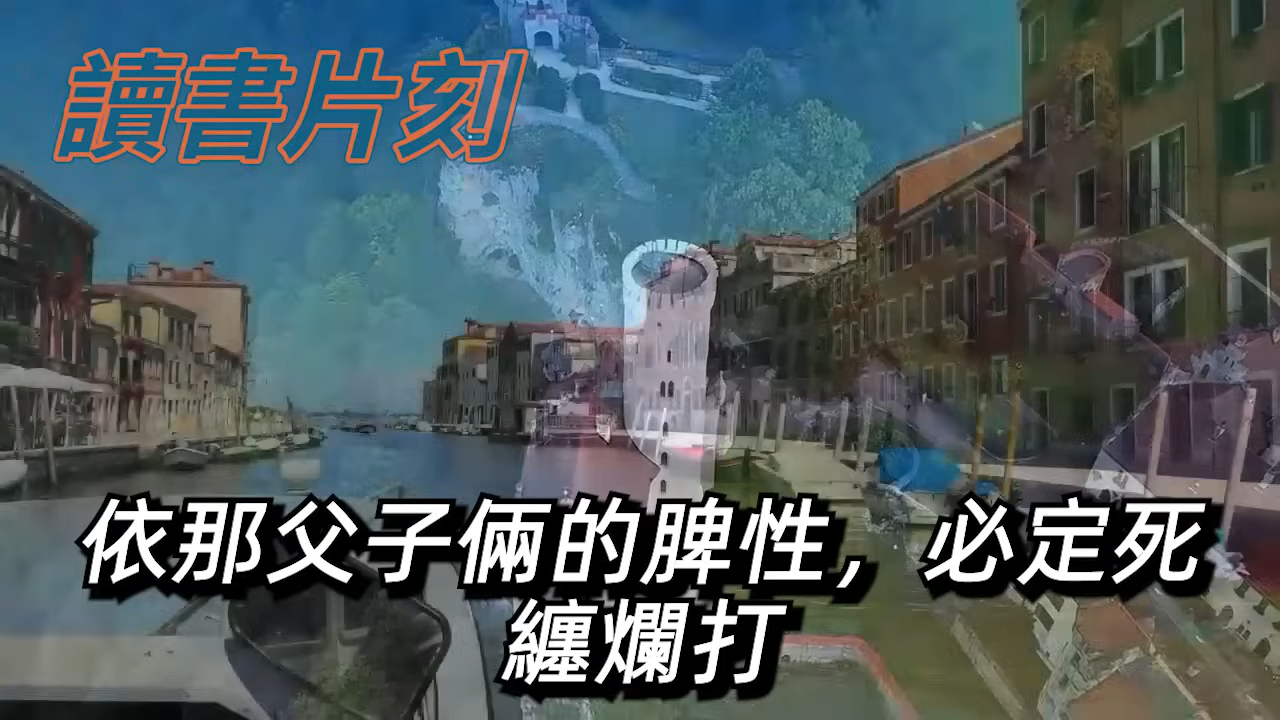 讀書片刻
依那父子倆的脾性，必定死
纏爛打